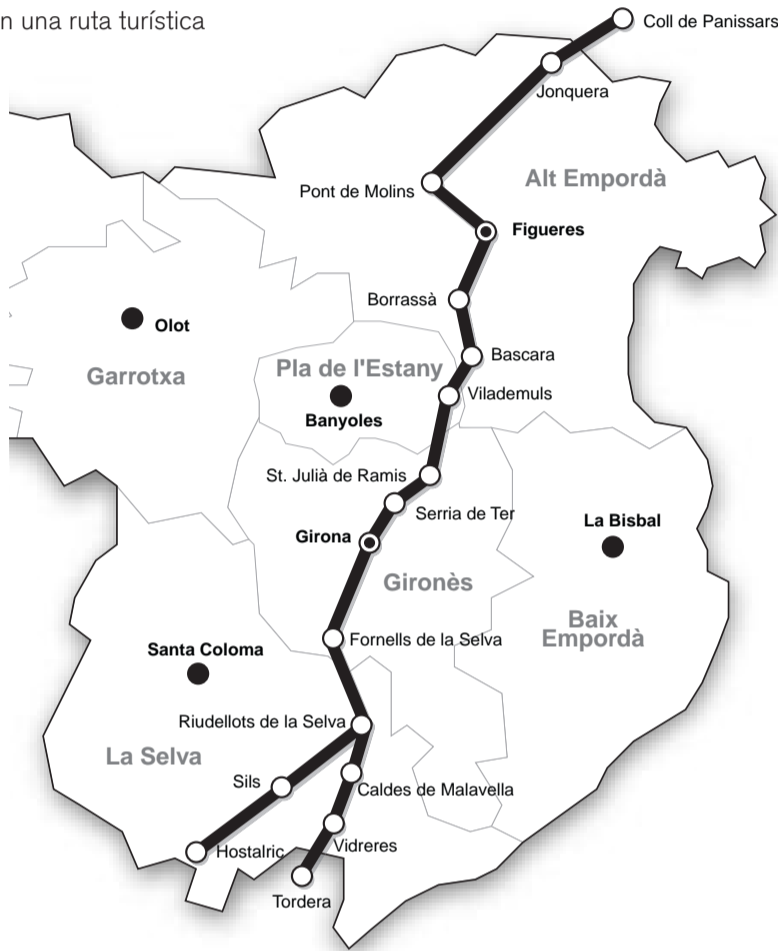 n una ruta turística
Coll de Panissars
Jonquera
Pont de Molins
Alt Empordà
Figueres
Borrassà
Olot
Bascara
Pla de l'Estany
Garrotxa
Vilademuls
Banyoles
St. Julià de Ramis
Serria de Ter
La Bisbal
Girona
Gironès
Baix
Empordà
Fornells de la Selva
Santa Coloma
Riudellots de la Selva
La Selva
Sils
Caldes de Malavella
Vidreres
Hostalric
Tordera